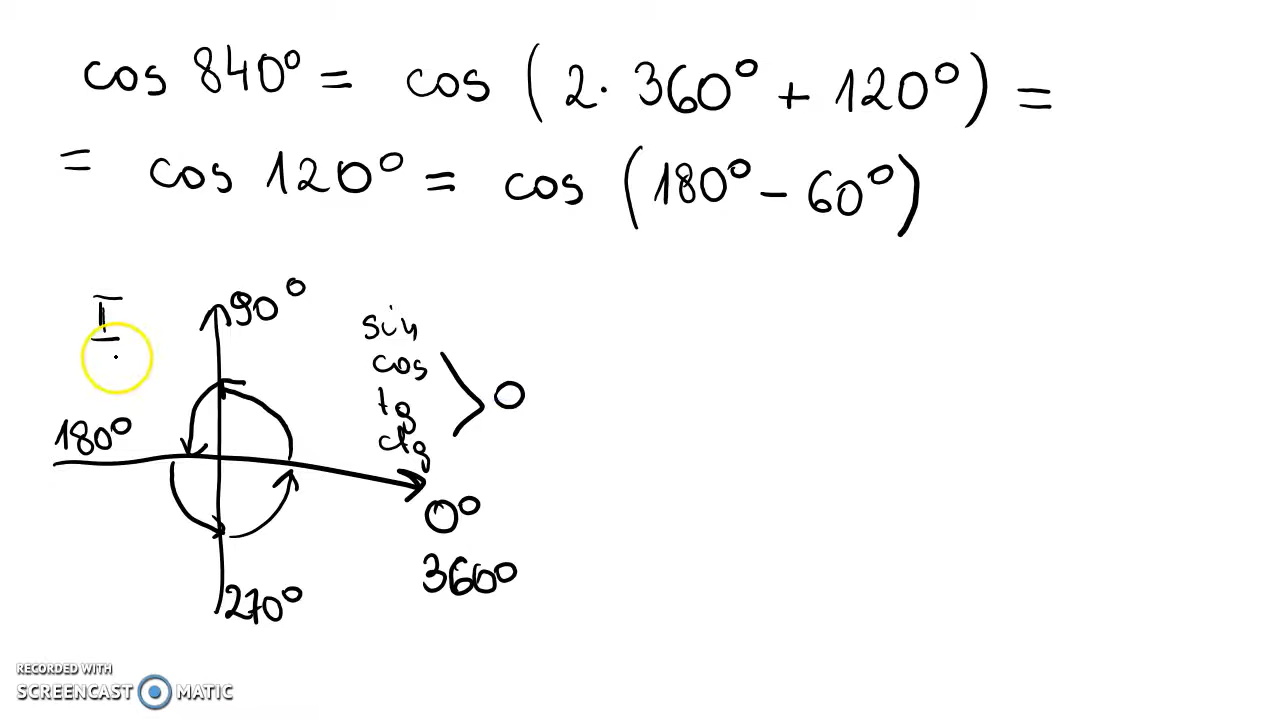 cos 840° = cos (2 · 360° + 120°) =
= cos 120° = cos (180° - 60°)
I
90°
sin
cos
tg
ctg
> 0
180°
0°
360°
270°
RECORDED WITH
SCREENCAST MATIC